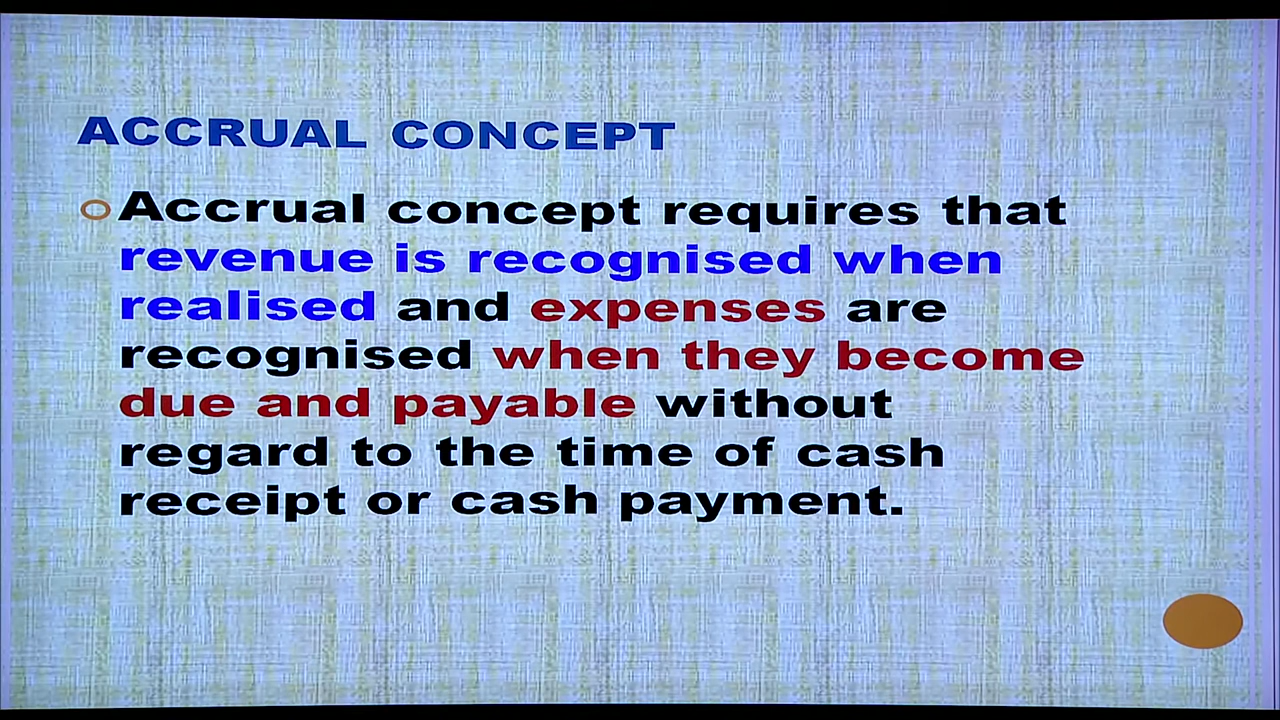 ACCRUAL CONCEPT
Accrual concept requires that
revenue is recognised when
realised and expenses are
recognised when they become
due and payable without
regard to the time of cash
receipt or cash payment.